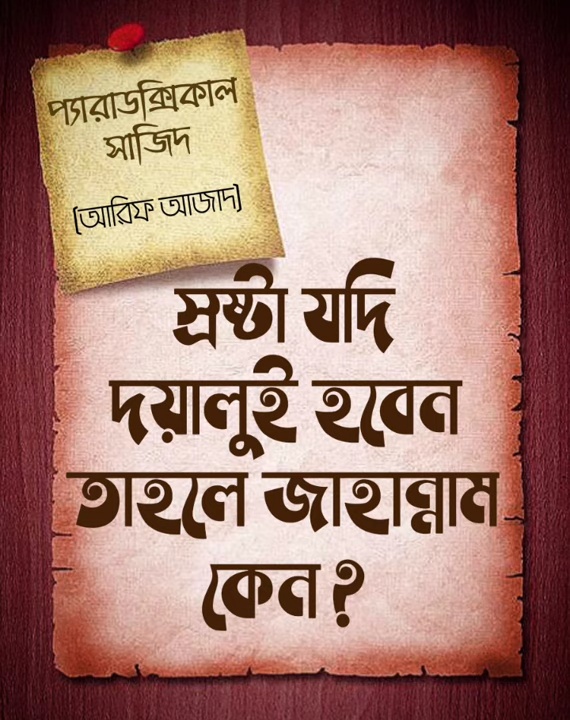 প্যারাডক্সিকাল
সাজিদ
[আরিফ আজাদ]
স্রষ্টা যদি
দয়ালুই হবেন
তাহলে জাহান্নাম
কেন?